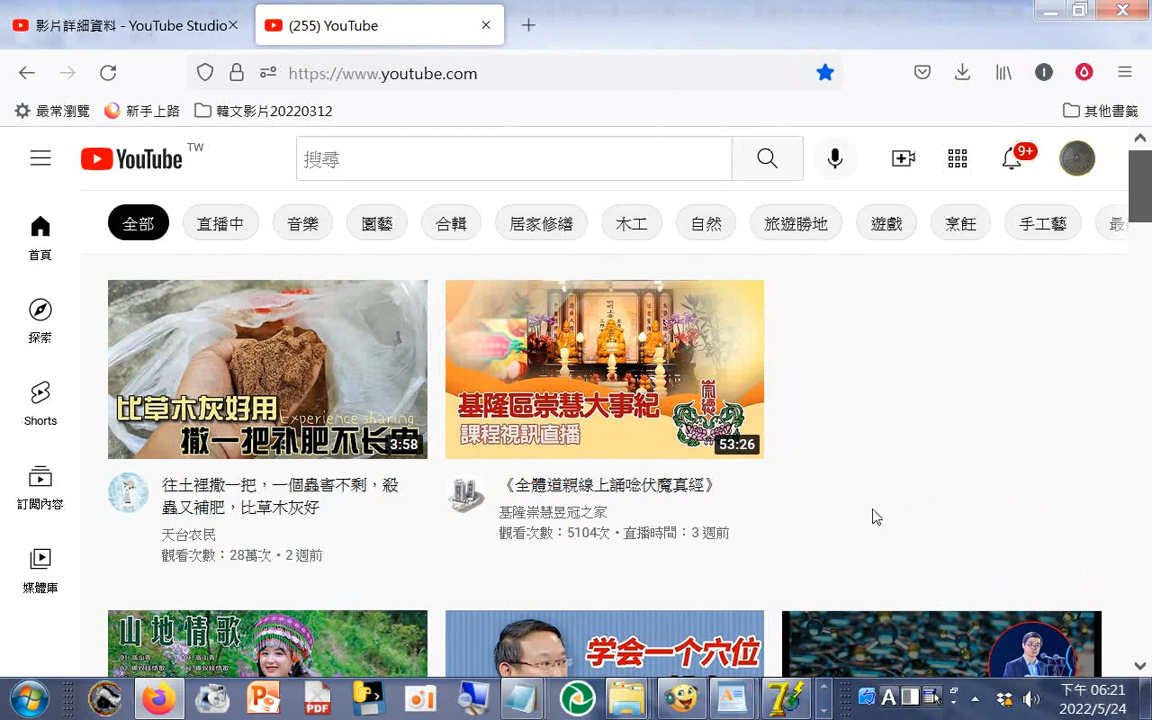 影片詳細資料 - YouTube Studio
(255) YouTube
https://www.youtube.com
最常瀏覽
新手上路
韓文影片20220312
其他書籤
YouTube TW
搜尋
9+
全部
直播中
音樂
園藝
合輯
居家修繕
木工
自然
旅遊勝地
遊戲
烹飪
手工藝
最
首頁
探索
Shorts
訂閱內容
媒體庫
比草木灰好用
Experience sharing
撒一把补肥不长虫
3:58
基隆區崇慧大事紀
課程視訊直播
崇德
53:26
往土裡撒一把，一個蟲害不剩，殺
蟲又補肥，比草木灰好
天台农民
觀看次數：28萬次・2 週前
《全體道親線上誦唸伏魔真經》
基隆崇慧昱冠之家
觀看次數：5104次・直播時間：3 週前
山地情歌
学会一个穴位
PDF
A
下午 06:21
2022/5/24